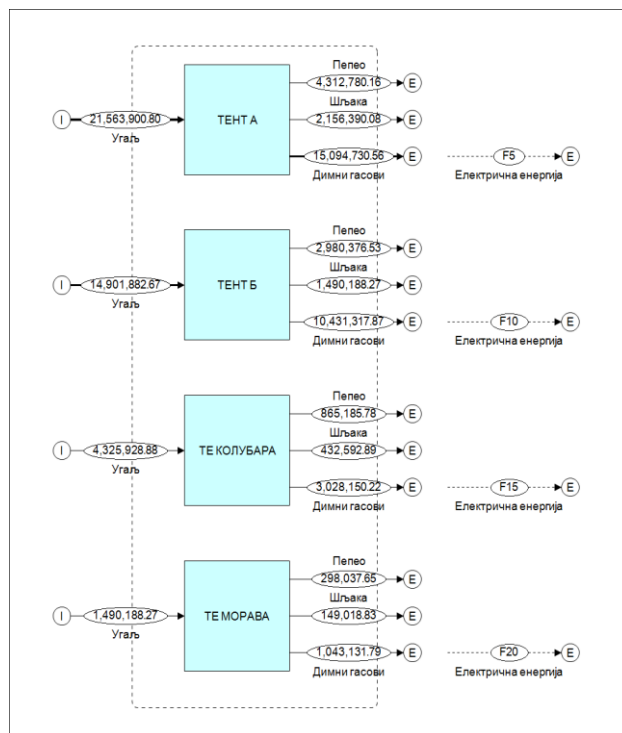 Пепео
4,312,780.16
E
Шљака
I
21,563,900.80
ТЕНТ А
2,156,390.08
E
Угаљ
15,094,730.56
E
F5
E
Димни гасови
Електрична енергија
Пепео
2,980,376.53
E
Шљака
I
14,901,882.67
ТЕНТ Б
1,490,188.27
E
Угаљ
10,431,317.87
E
F10
E
Димни гасови
Електрична енергија
Пепео
865,185.78
E
Шљака
I
4,325,928.88
ТЕ КОЛУБАРА
432,592.89
E
Угаљ
3,028,150.22
E
F15
E
Димни гасови
Електрична енергија
Пепео
298,037.65
E
Шљака
I
1,490,188.27
ТЕ МОРАВА
149,018.83
E
Угаљ
1,043,131.79
E
F20
E
Димни гасови
Електрична енергија